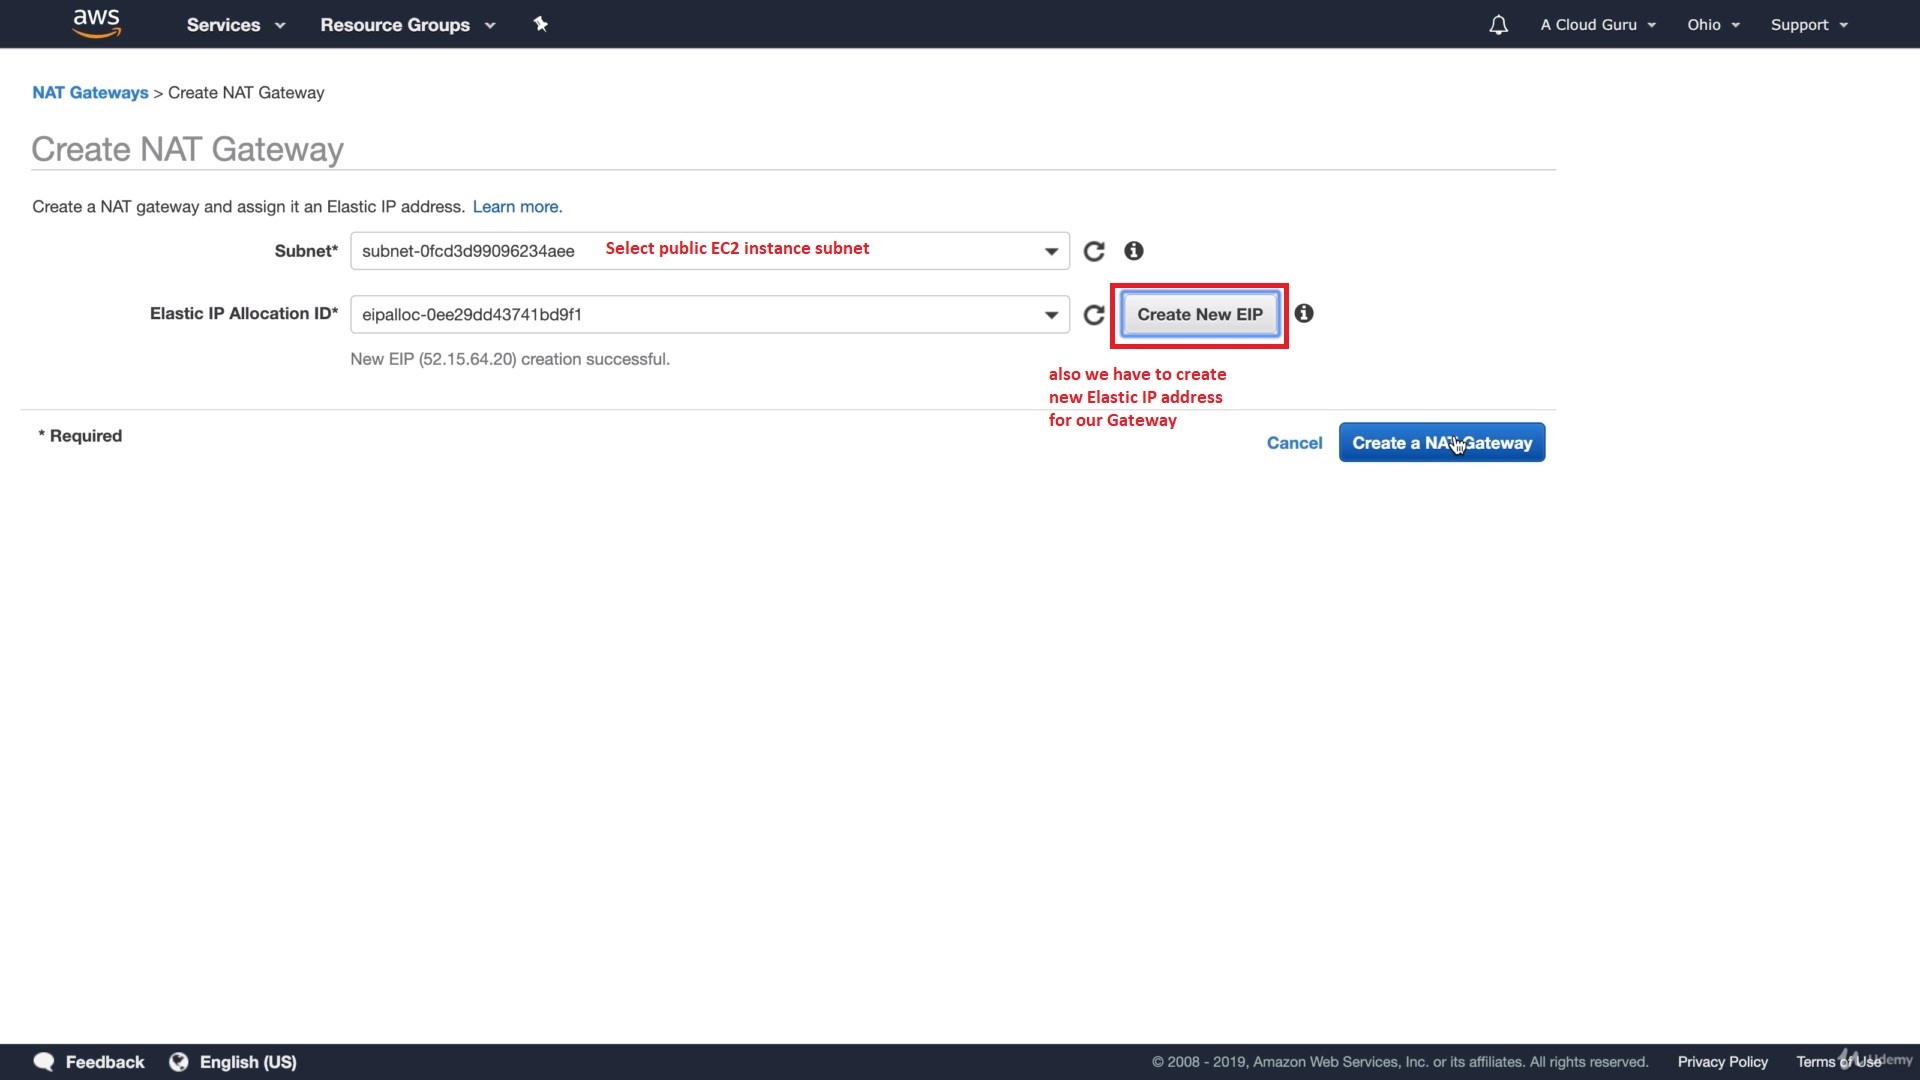 aws Services Resource Groups A Cloud Guru Ohio Support
NAT Gateways > Create NAT Gateway
Create NAT Gateway
Create a NAT gateway and assign it an Elastic IP address. Learn more.
Subnet* subnet-0fcd3d99096234aee Select public EC2 instance subnet
Elastic IP Allocation ID* eipalloc-0ee29dd43741bd9f1 Create New EIP
New EIP (52.15.64.20) creation successful.
also we have to create
new Elastic IP address
for our Gateway
* Required
Cancel Create a NAT Gateway
Feedback English (US) © 2008 - 2019, Amazon Web Services, Inc. or its affiliates. All rights reserved. Privacy Policy Terms of Use
Udemy